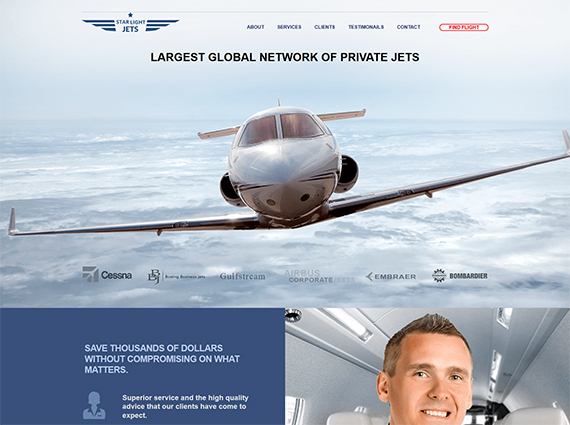 STAR LIGHT
JETS
ABOUT SERVICES CLIENTS TESTIMONAILS CONTACT FIND FLIGHT
LARGEST GLOBAL NETWORK OF PRIVATE JETS
Cessna BBJ Boeing Business Jets Gulfstream AIRBUS CORPORATE JETS EMBRAER BOMBARDIER
SAVE THOUSANDS OF DOLLARS
WITHOUT COMPROMISING ON WHAT
MATTERS.
Superior service and the high quality
advice that our clients have come to
expect.